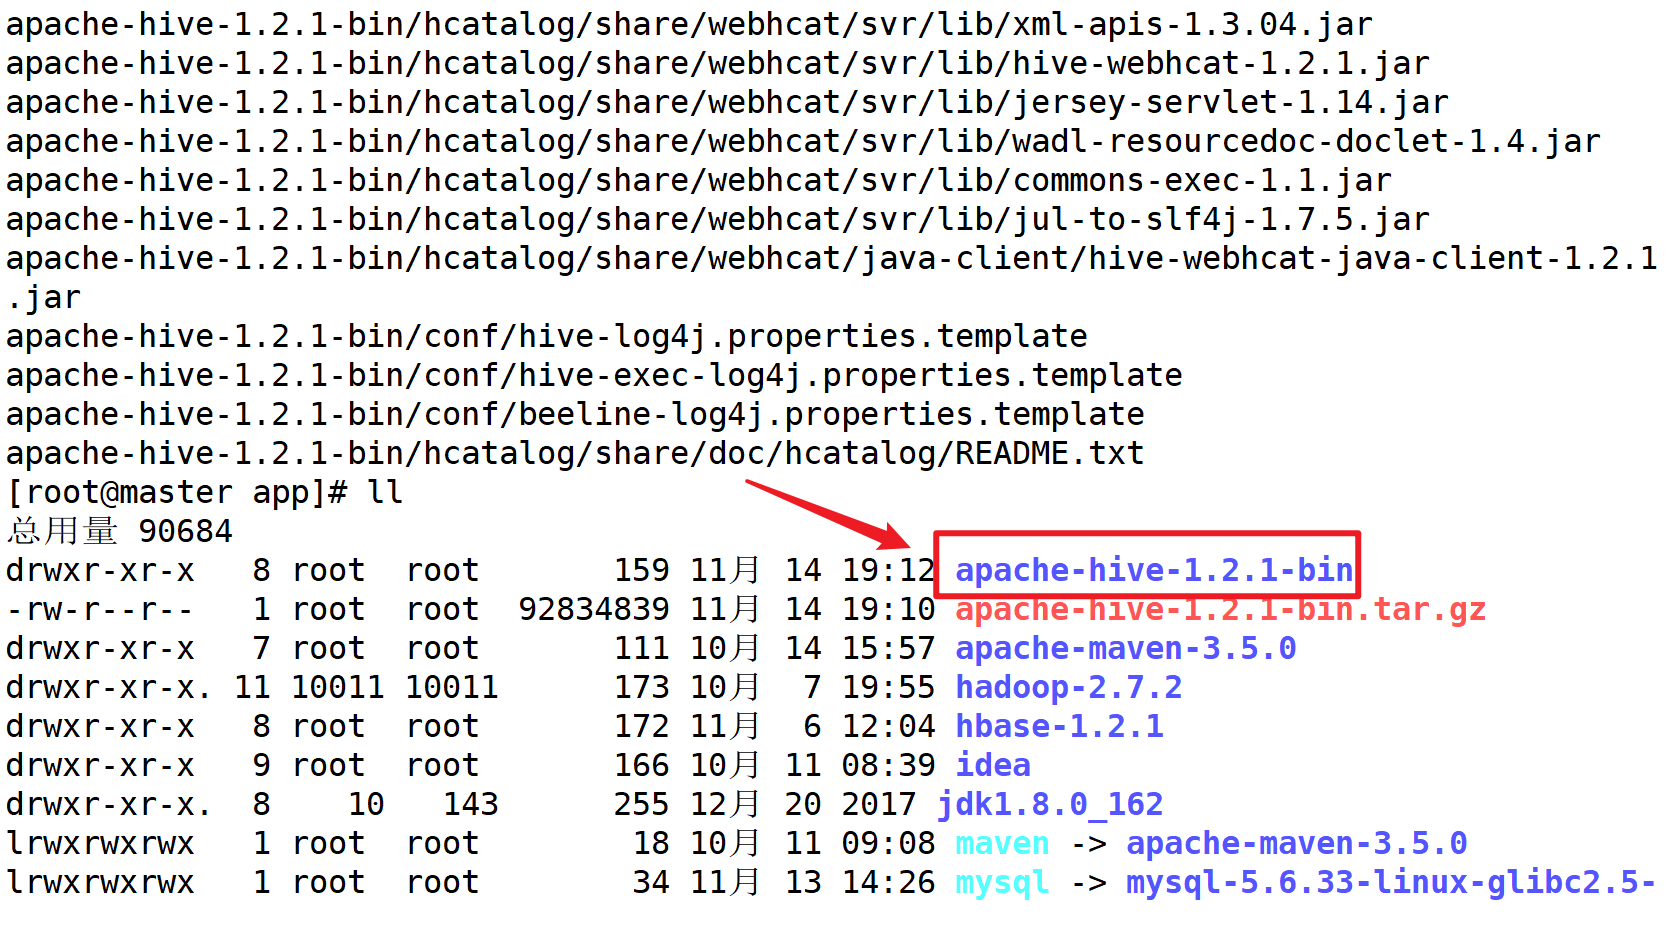 apache-hive-1.2.1-bin/hcatalog/share/webhcat/svr/lib/xml-apis-1.3.04.jar
apache-hive-1.2.1-bin/hcatalog/share/webhcat/svr/lib/hive-webhcat-1.2.1.jar
apache-hive-1.2.1-bin/hcatalog/share/webhcat/svr/lib/jersey-servlet-1.14.jar
apache-hive-1.2.1-bin/hcatalog/share/webhcat/svr/lib/wadl-resourcedoc-doclet-1.4.jar
apache-hive-1.2.1-bin/hcatalog/share/webhcat/svr/lib/commons-exec-1.1.jar
apache-hive-1.2.1-bin/hcatalog/share/webhcat/svr/lib/jul-to-slf4j-1.7.5.jar
apache-hive-1.2.1-bin/hcatalog/share/webhcat/java-client/hive-webhcat-java-client-1.2.1
.jar
apache-hive-1.2.1-bin/conf/hive-log4j.properties.template
apache-hive-1.2.1-bin/conf/hive-exec-log4j.properties.template
apache-hive-1.2.1-bin/conf/beeline-log4j.properties.template
apache-hive-1.2.1-bin/hcatalog/share/doc/hcatalog/README.txt
[root@master app]# ll
总用量 90684
drwxr-xr-x   8 root  root       159 11月 14 19:12 apache-hive-1.2.1-bin
-rw-r--r--   1 root  root  92834839 11月 14 19:10 apache-hive-1.2.1-bin.tar.gz
drwxr-xr-x   7 root  root       111 10月 14 15:57 apache-maven-3.5.0
drwxr-xr-x. 11 10011 10011      173 10月  7 19:55 hadoop-2.7.2
drwxr-xr-x   8 root  root       172 11月  6 12:04 hbase-1.2.1
drwxr-xr-x   9 root  root       166 10月 11 08:39 idea
drwxr-xr-x.  8    10   143      255 12月 20 2017 jdk1.8.0_162
lrwxrwxrwx   1 root  root        18 10月 11 09:08 maven -> apache-maven-3.5.0
lrwxrwxrwx   1 root  root        34 11月 13 14:26 mysql -> mysql-5.6.33-linux-glibc2.5-